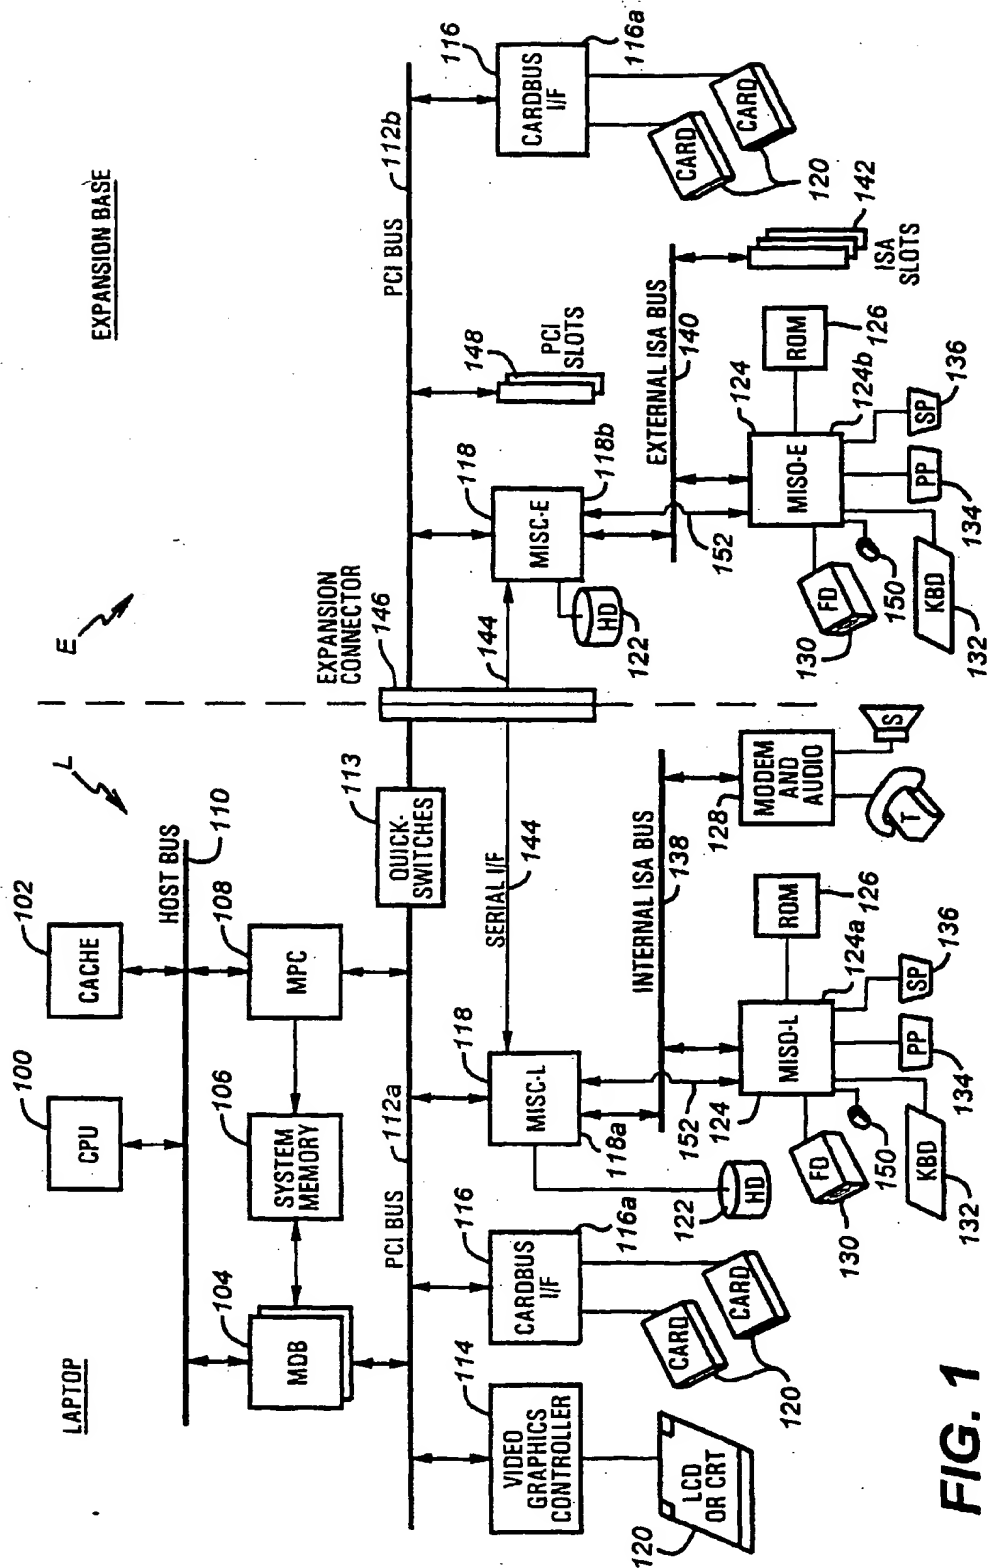 LAPTOP
EXPANSION BASE
L
E
100
CPU
102
CACHE
HOST BUS
110
104
MDB
106
SYSTEM
MEMORY
108
MPC
113
QUICK-
SWITCHES
EXPANSION
CONNECTOR
146
PCI BUS
112a
PCI BUS
112b
114
VIDEO
GRAPHICS
CONTROLLER
120
LCD
OR CRT
116
CARDBUS
I/F
116a
CARD
CARD
120
118
MISC-L
118a
122
HD
SERIAL I/F
144
144
118
MISC-E
118b
HD
122
148
PCI
SLOTS
116
CARDBUS
I/F
116a
CARD
CARD
120
INTERNAL ISA BUS
138
152
124
MISD-L
124a
ROM
126
128
MODEM
AND
AUDIO
T
S
FD
130
150
KBD
132
PP
134
SP
136
EXTERNAL ISA BUS
140
152
124
MISD-E
124b
ROM
126
ISA
SLOTS
142
FD
130
150
KBD
132
PP
134
SP
136
FIG. 1